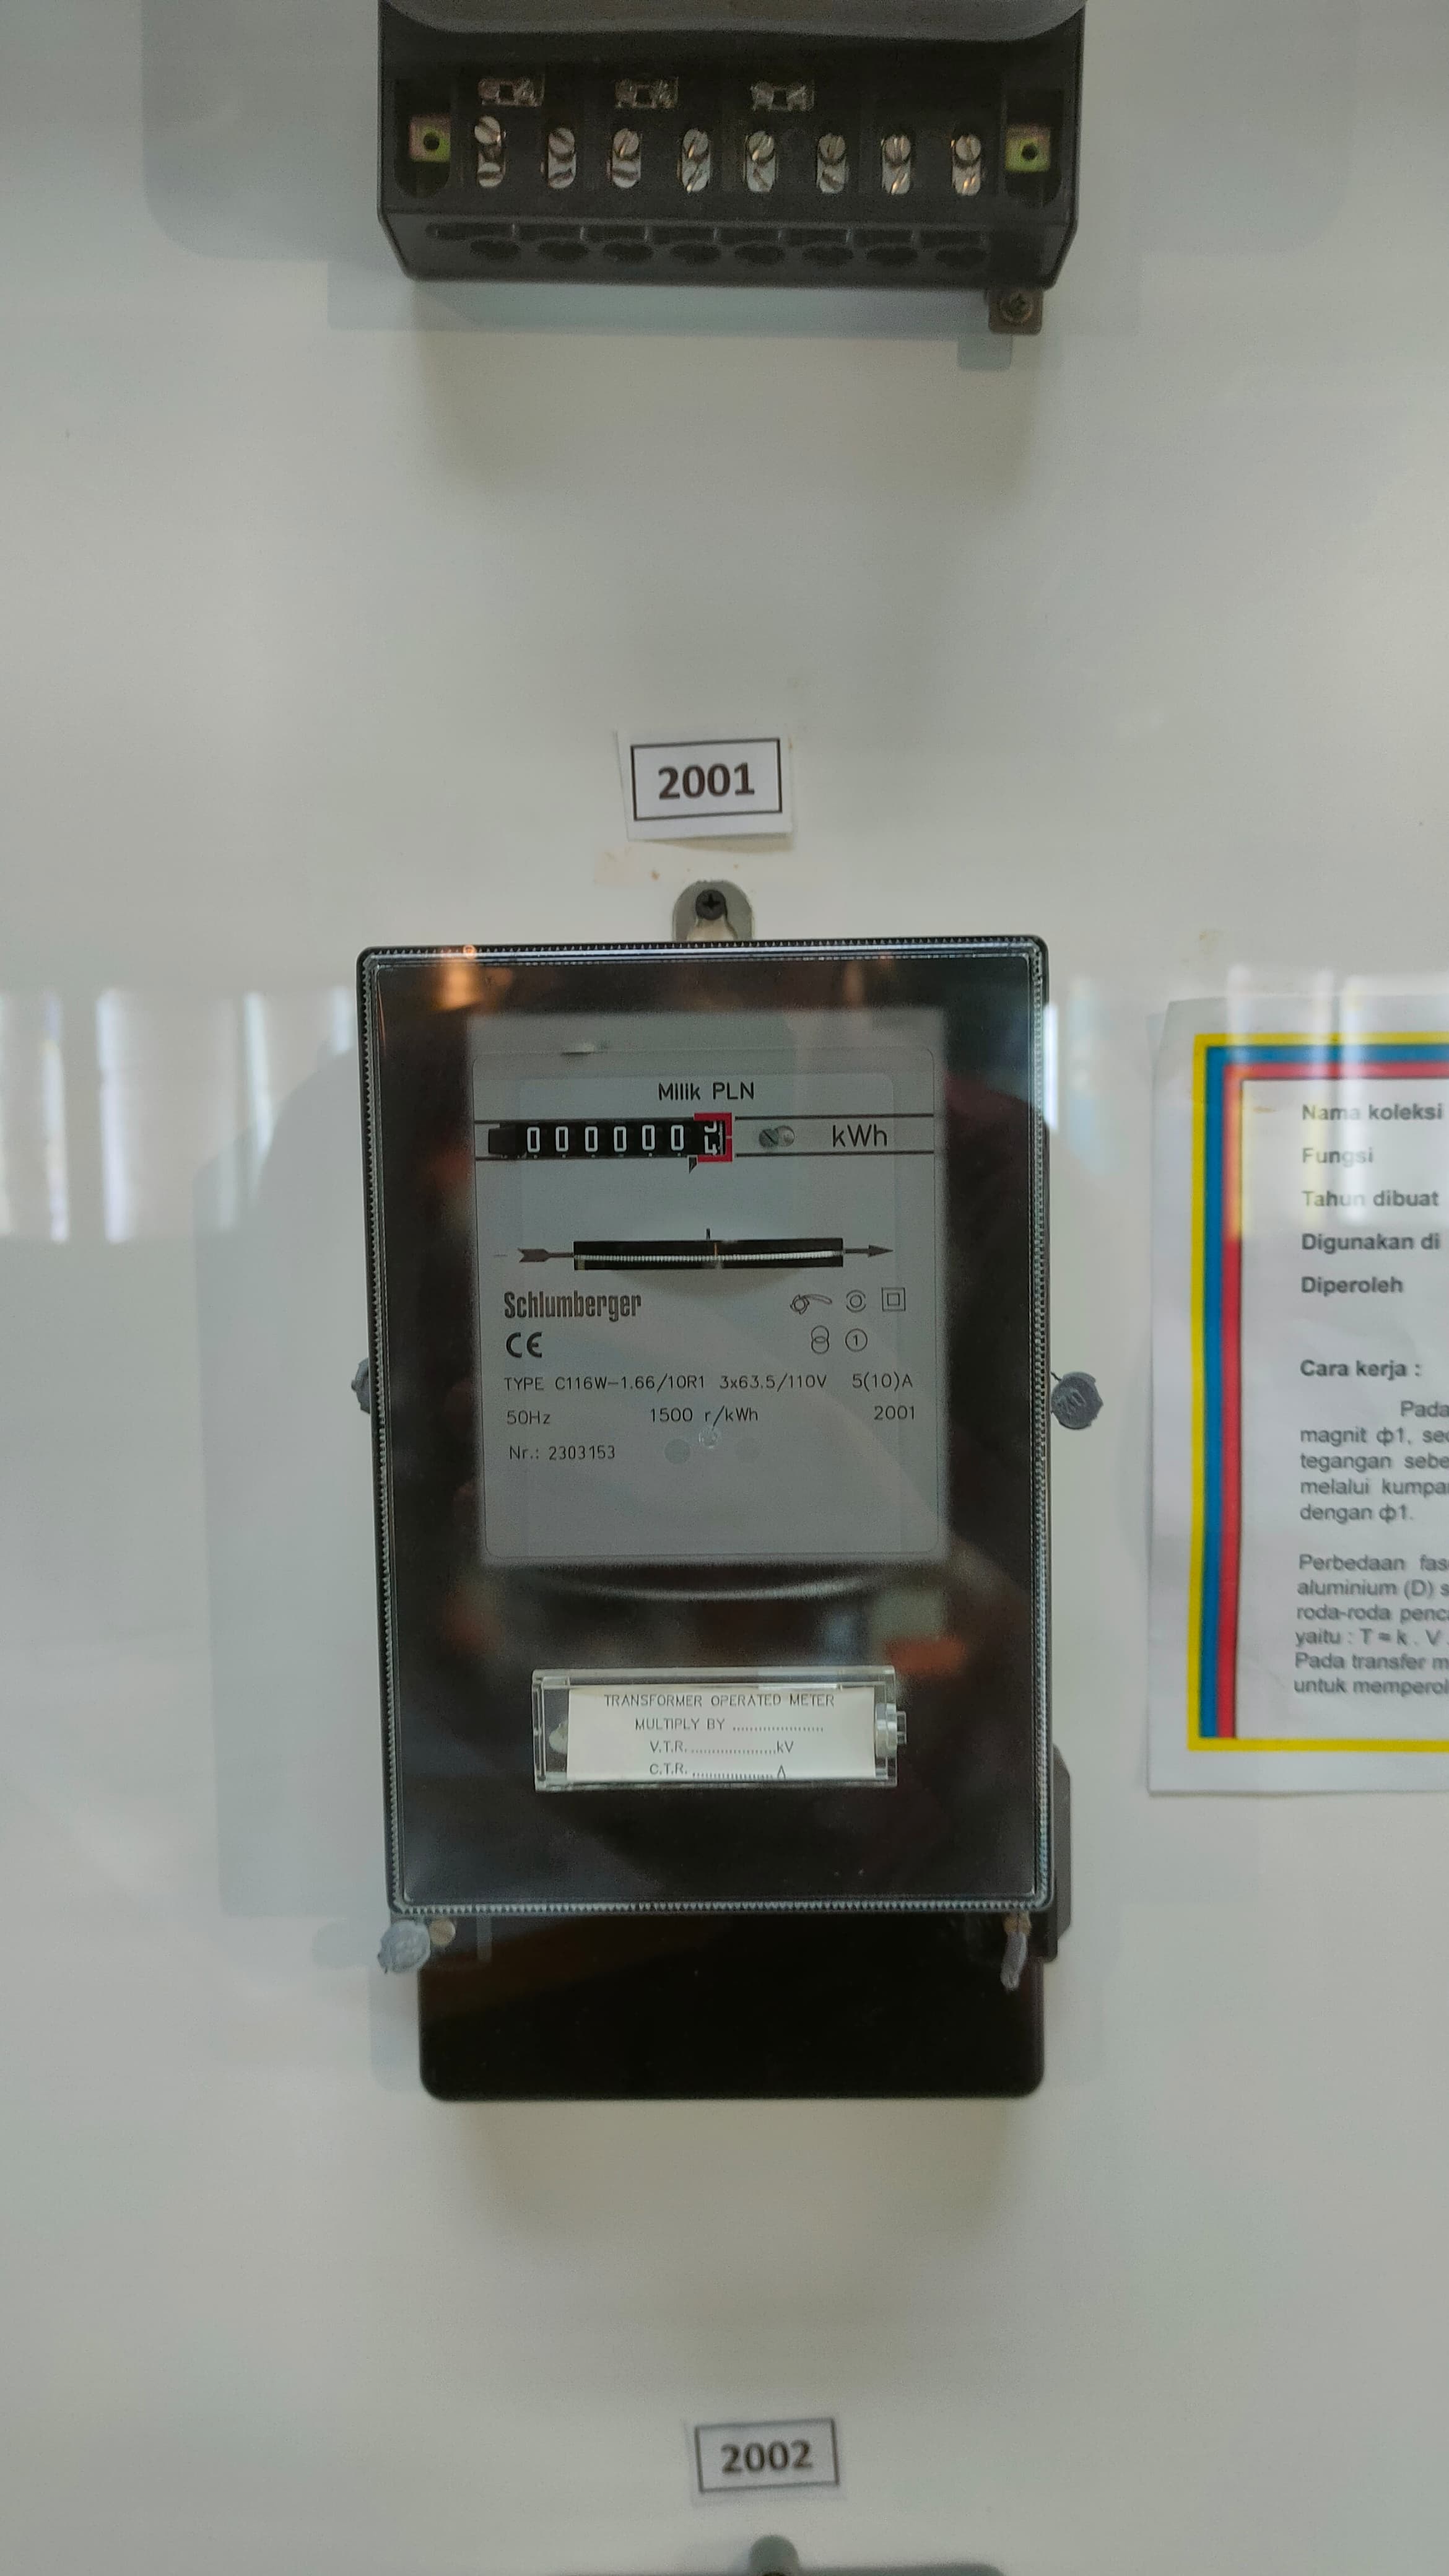 2001
Milik PLN
000000 kWh
Schlumberger
CE
1
TYPE C116W-1.66/10R1 3x63.5/110V 5(10)A
50Hz 1500 r/kWh 2001
Nr.: 2303153
TRANSFORMER OPERATED METER
MULTIPLY BY .....................
V.T.R. ....................kV
C.T.R. ...................A
2002
Nama koleksi
Fungsi
Tahun dibuat
Digunakan di
Diperoleh
Cara kerja :
Pada
magnit ф1,
tegangan
melalui
dengan ф1.
Perbedaan
aluminium (D)
roda-roda
yaitu : T = k . V
Pada transfer
untuk